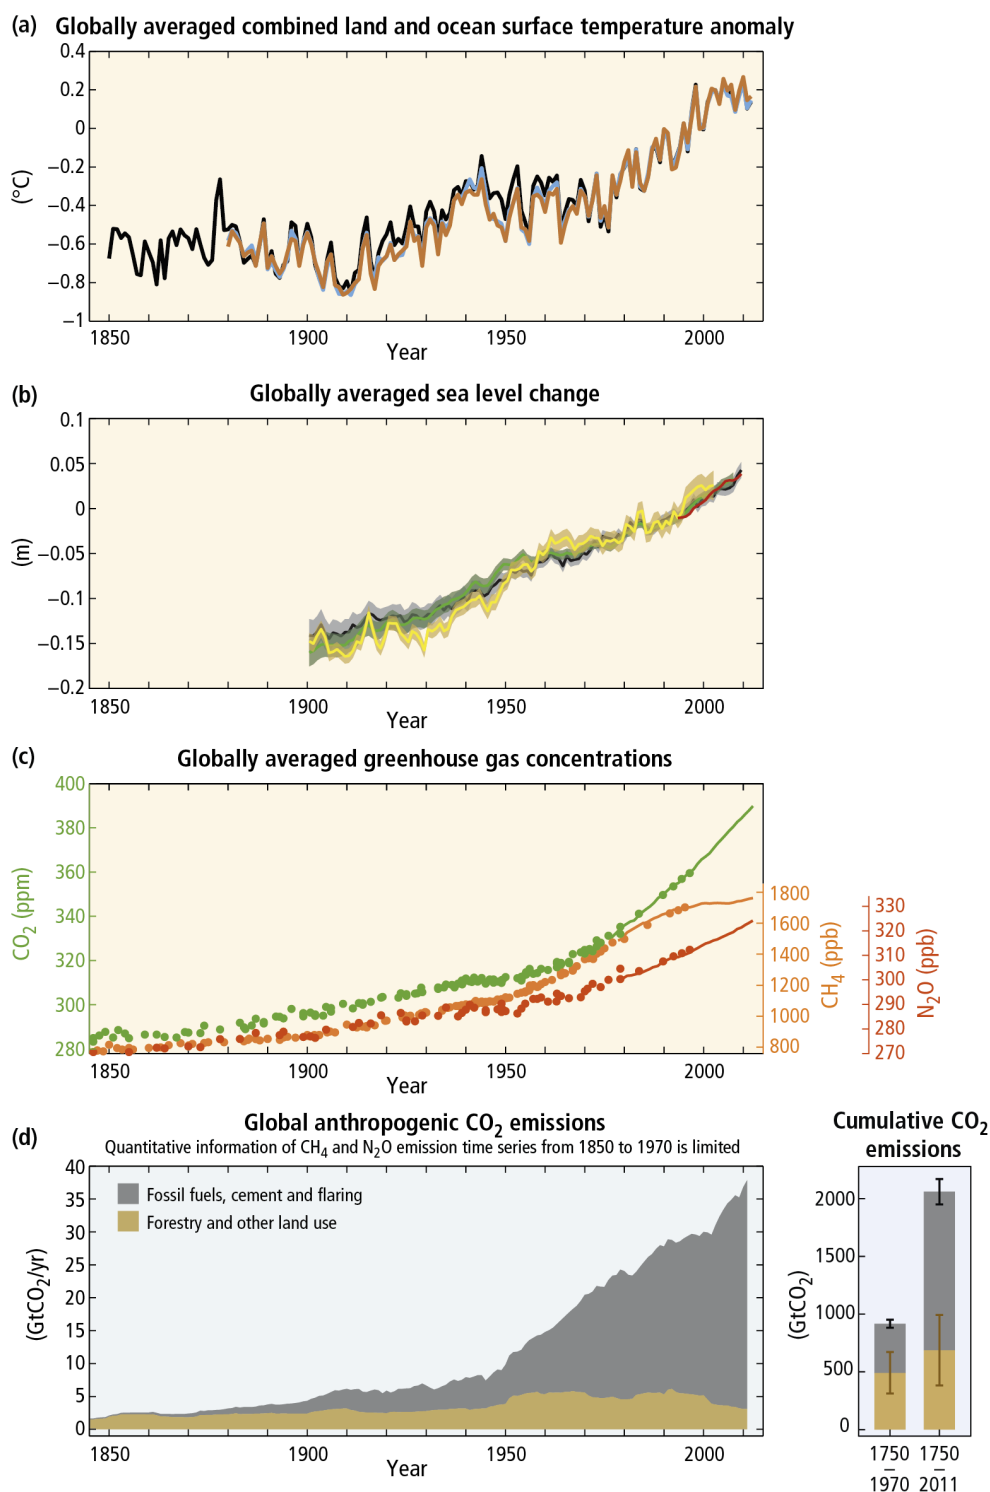 (a) Globally averaged combined land and ocean surface temperature anomaly
0.4
0.2
0
−0.2
−0.4
−0.6
−0.8
−1
(°C)
1850 1900 1950 2000
Year
(b) Globally averaged sea level change
0.1
0.05
0
−0.05
−0.1
−0.15
−0.2
(m)
1850 1900 1950 2000
Year
(c) Globally averaged greenhouse gas concentrations
400
380
360
340
320
300
280
CO2 (ppm)
1800
1600
1400
1200
1000
800
CH4 (ppb)
330
320
310
300
290
280
270
N2O (ppb)
1850 1900 1950 2000
Year
(d) Global anthropogenic CO2 emissions
Quantitative information of CH4 and N2O emission time series from 1850 to 1970 is limited
40
35
30
25
20
15
10
5
0
(GtCO2/yr)
Fossil fuels, cement and flaring
Forestry and other land use
1850 1900 1950 2000
Year
Cumulative CO2
emissions
2000
1500
1000
500
0
(GtCO2)
1750 1750
– –
1970 2011